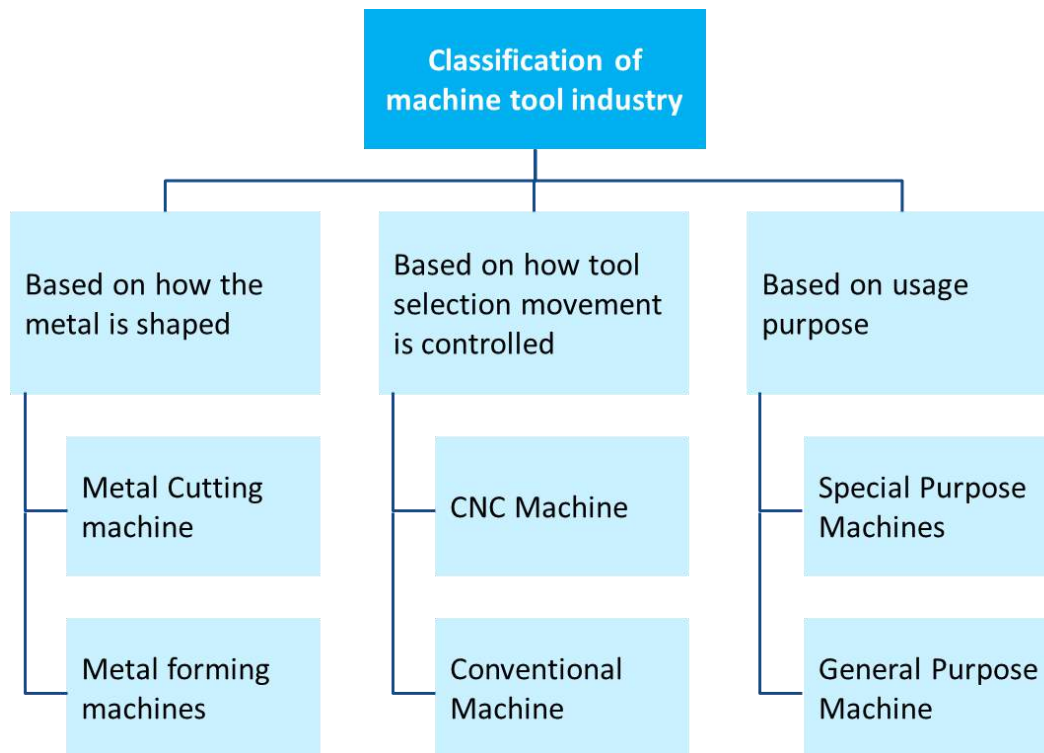 Classification of
machine tool industry
Based on how the
metal is shaped
Metal Cutting
machine
Metal forming
machines
Based on how tool
selection movement
is controlled
CNC Machine
Conventional
Machine
Based on usage
purpose
Special Purpose
Machines
General Purpose
Machine